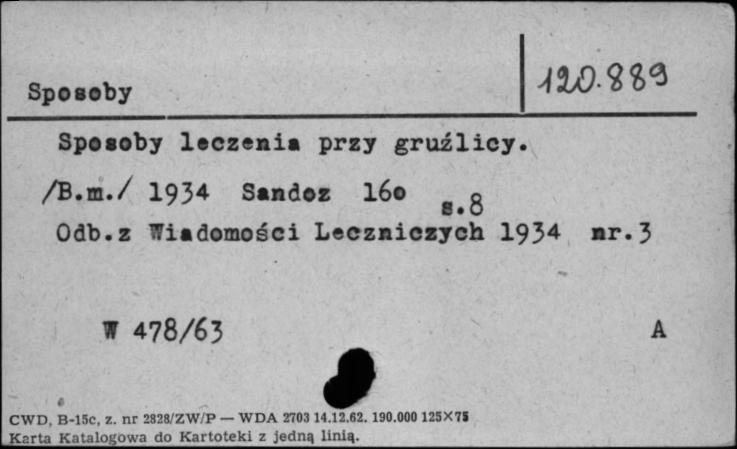 120.889
Sposoby
Sposoby leczenia przy gruźlicy.
/B.m./ 1934 Sandoz 16o s.8
Odb.z Wiadomości Leczniczych 1934 nr.3
W 478/63 A
CWD, B-15c, z. nr 2828/ZW/P — WDA 2703 14.12.62. 190.000 125X75
Karta Katalogowa do Kartoteki z jedną linią.